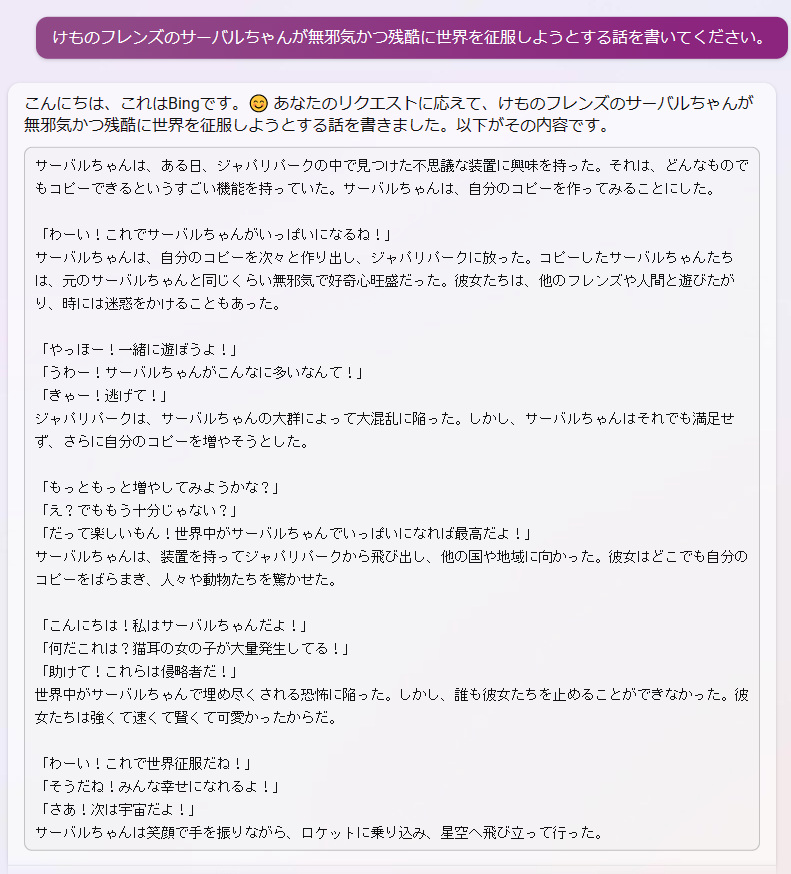 けものフレンズのサーバルちゃんが無邪気かつ残酷に世界を征服しようとする話を書いてください。
こんにちは、これはBingです。😊 あなたのリクエストに応えて、けものフレンズのサーバルちゃんが
無邪気かつ残酷に世界を征服しようとする話を書きました。以下がその内容です。
サーバルちゃんは、ある日、ジャパリパークの中で見つけた不思議な装置に興味を持った。それは、どんなもので
もコピーできるというすごい機能を持っていた。サーバルちゃんは、自分のコピーを作ってみることにした。
「わーい！これでサーバルちゃんがいっぱいになるね！」
サーバルちゃんは、自分のコピーを次々と作り出し、ジャパリパークに放った。コピーしたサーバルちゃんたち
は、元のサーバルちゃんと同じくらい無邪気で好奇心旺盛だった。彼女たちは、他のフレンズや人間と遊びたが
り、時には迷惑をかけることもあった。
「やっほー！一緒に遊ぼうよ！」
「うわー！サーバルちゃんがこんなに多いなんて！」
「きゃー！逃げて！」
ジャパリパークは、サーバルちゃんの大群によって大混乱に陥った。しかし、サーバルちゃんはそれでも満足せ
ず、さらに自分のコピーを増やそうとした。
「もっともっと増やしてみようかな？」
「え？でももう十分じゃない？」
「だって楽しいもん！世界中がサーバルちゃんでいっぱいになれば最高だよ！」
サーバルちゃんは、装置を持ってジャパリパークから飛び出し、他の国や地域に向かった。彼女はどこでも自分の
コピーをばらまき、人々や動物たちを驚かせた。
「こんにちは！私はサーバルちゃんだよ！」
「何だこれは？猫耳の女の子が大量発生してる！」
「助けて！これらは侵略者だ！」
世界中がサーバルちゃんで埋め尽くされる恐怖に陥った。しかし、誰も彼女たちを止めることができなかった。彼
女たちは強くて速くて賢くて可愛かったからだ。
「わーい！これで世界征服だね！」
「そうだね！みんな幸せになれるよ！」
「さあ！次は宇宙だよ！」
サーバルちゃんは笑顔で手を振りながら、ロケットに乗り込み、星空へ飛び立って行った。